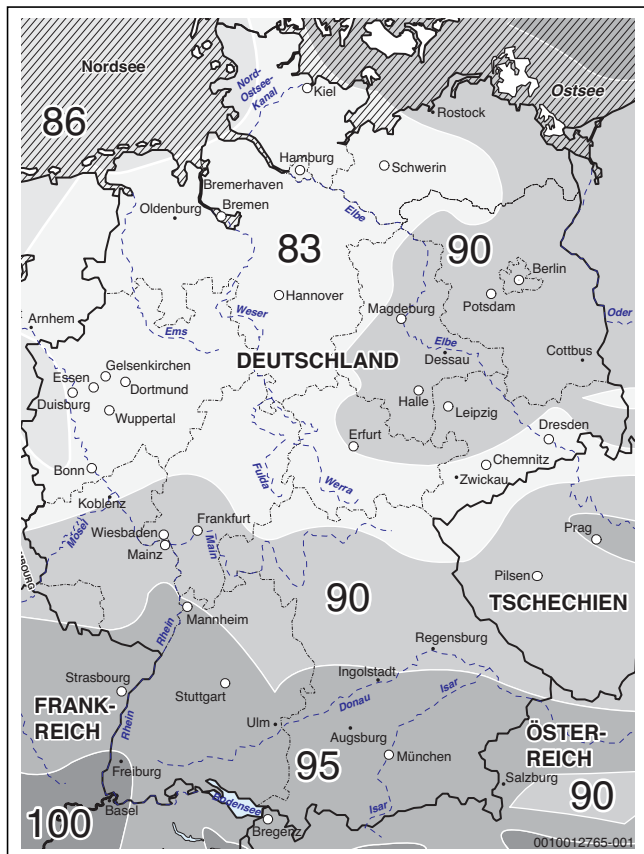 Nordsee
Nord-
Ostsee-
Kanal
Kiel
Ostsee
86
Rostock
Hamburg
Schwerin
Bremerhaven
Bremen
Oldenburg
Elbe
83
90
Berlin
Hannover
Potsdam
Weser
Magdeburg
Oder
Arnhem
Ems
Elbe
DEUTSCHLAND
Dessau
Cottbus
Gelsenkirchen
Essen
Dortmund
Duisburg
Halle
Leipzig
Wuppertal
Erfurt
Dresden
Bonn
Fulda
Werra
Chemnitz
Zwickau
Koblenz
Mosel
Wiesbaden
Frankfurt
Prag
Mainz
Main
BOURG
Pilsen
90
TSCHECHIEN
Mannheim
Rhein
Regensburg
Strasbourg
Stuttgart
Ingolstadt
Isar
FRANK-
REICH
Rhein
Ulm
Donau
ÖSTER-
REICH
Augsburg
München
Freiburg
95
Salzburg
90
Basel
Bodensee
100
Bregenz
Isar
0010012765-001